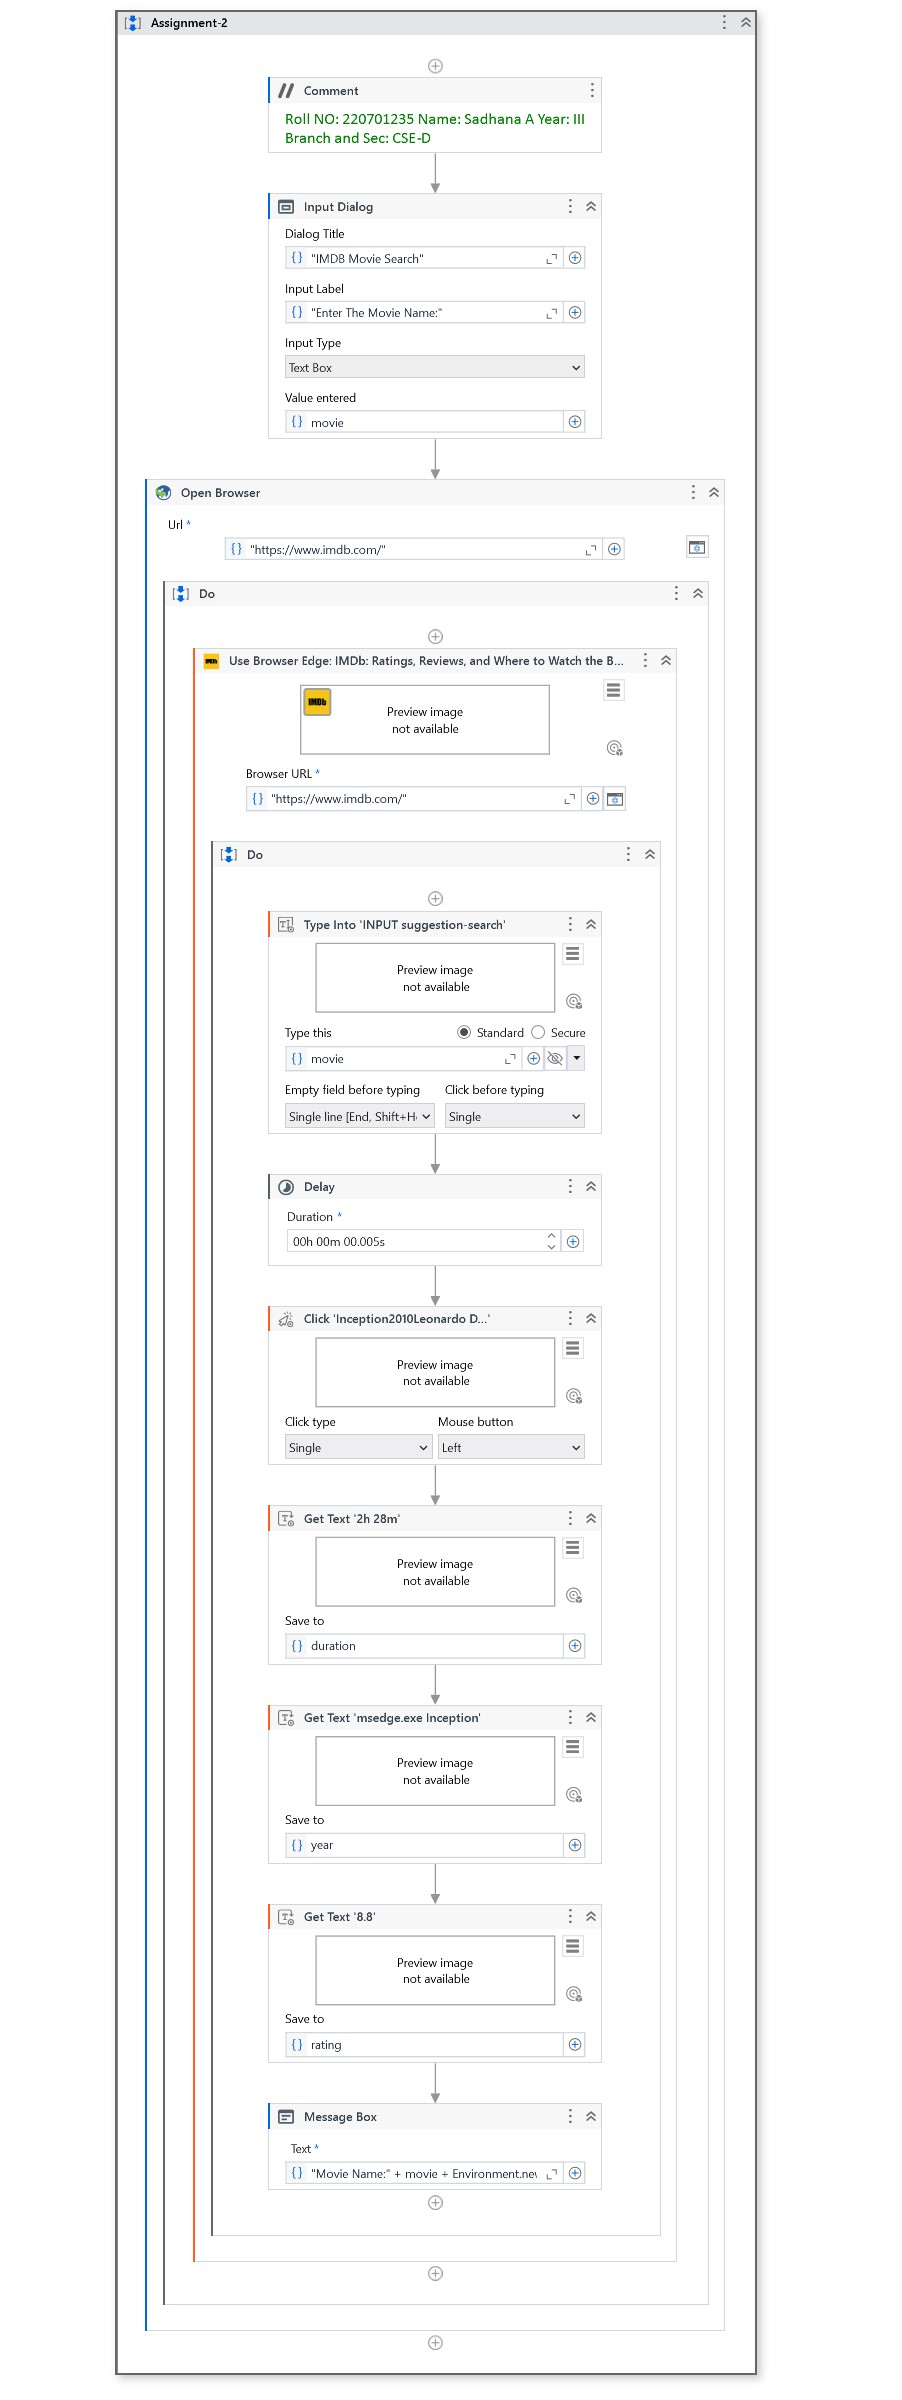 Assignment-2
Comment
Roll NO: 220701235 Name: Sadhana A Year: III
Branch and Sec: CSE-D
Input Dialog
Dialog Title
"IMDB Movie Search"
Input Label
"Enter The Movie Name:"
Input Type
Text Box
Value entered
movie
Open Browser
Url *
"https://www.imdb.com/"
Do
Use Browser Edge: IMDb: Ratings, Reviews, and Where to Watch the B...
IMDb
Preview image
not available
Browser URL *
"https://www.imdb.com/"
Do
Type Into 'INPUT suggestion-search'
Preview image
not available
Type this
Standard
Secure
movie
Empty field before typing
Click before typing
Single line [End, Shift+H
Single
Delay
Duration *
00h 00m 00.005s
Click 'Inception2010Leonardo D...'
Preview image
not available
Click type
Mouse button
Single
Left
Get Text '2h 28m'
Preview image
not available
Save to
duration
Get Text 'msedge.exe Inception'
Preview image
not available
Save to
year
Get Text '8.8'
Preview image
not available
Save to
rating
Message Box
Text *
"Movie Name:" + movie + Environment.nev